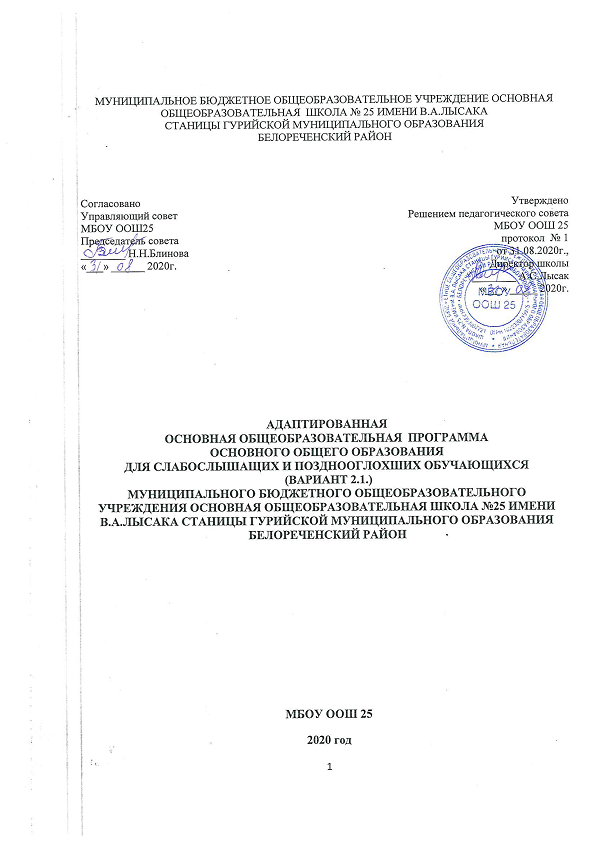 МУНИЦИПАЛЬНОЕ БЮДЖЕТНОЕ ОБЩЕОБРАЗОВАТЕЛЬНОЕ УЧРЕЖДЕНИЕ ОСНОВНАЯ
ОБЩЕОБРАЗОВАТЕЛЬНАЯ ШКОЛА № 25 ИМЕНИ В.А.ЛЫСАКА
СТАНИЦЫ ГУРИЙСКОЙ МУНИЦИПАЛЬНОГО ОБРАЗОВАНИЯ
БЕЛОРЕЧЕНСКИЙ РАЙОН
Согласовано
Управляющий совет
МБОУ ООШ25
Председатель совета
Н.Н.Блинова
«31» 08 2020г.
Утверждено
Решением педагогического совета
МБОУ ООШ 25
протокол № 1
от 31.08.2020г.,
Директор школы
Лысак
«31» 08 2020г.
МБОУ
ООШ 25
АДАПТИРОВАННАЯ
ОСНОВНАЯ ОБЩЕОБРАЗОВАТЕЛЬНАЯ ПРОГРАММА
ОСНОВНОГО ОБЩЕГО ОБРАЗОВАНИЯ
ДЛЯ СЛАБОСЛЫШАЩИХ И ПОЗДНООГЛОХШИХ ОБУЧАЮЩИХСЯ
(ВАРИАНТ 2.1.)
МУНИЦИПАЛЬНОГО БЮДЖЕТНОГО ОБЩЕОБРАЗОВАТЕЛЬНОГО
УЧРЕЖДЕНИЯ ОСНОВНАЯ ОБЩЕОБРАЗОВАТЕЛЬНАЯ ШКОЛА №25 ИМЕНИ
В.А.ЛЫСАКА СТАНИЦЫ ГУРИЙСКОЙ МУНИЦИПАЛЬНОГО ОБРАЗОВАНИЯ
БЕЛОРЕЧЕНСКИЙ РАЙОН
МБОУ ООШ 25
2020 год
1